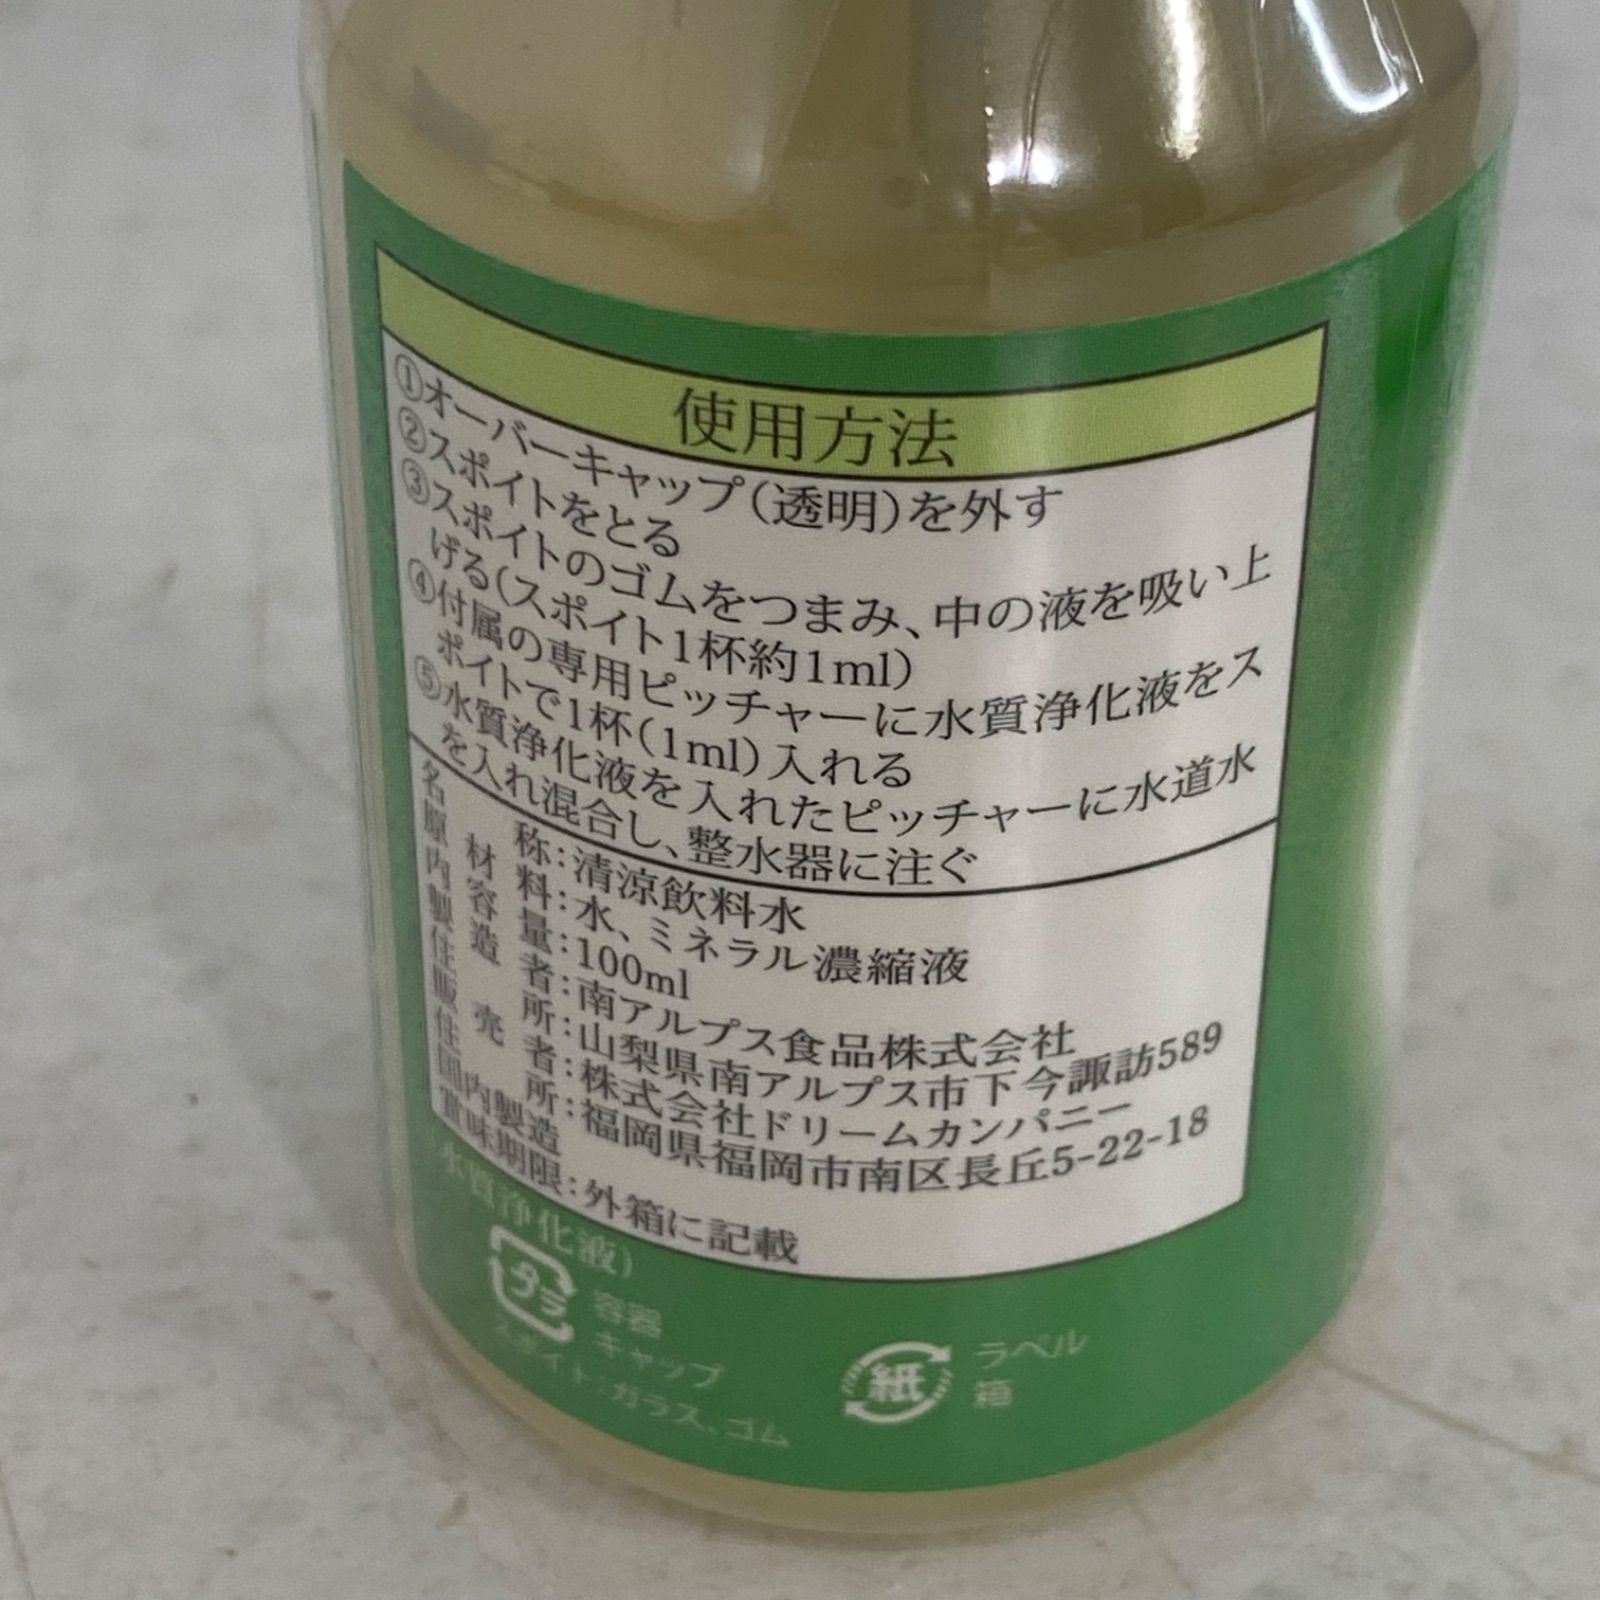 使用方法
①オーバーキャップ(透明)を外す
②スポイトをとる
③スポイトのゴムをつまみ、中の液を吸い上
げる(スポイト1杯約1ml)
④付属の専用ピッチャーに水質浄化液をス
ポイトで1杯(1ml)入れる
⑤水質浄化液を入れたピッチャーに水道水
を入れ混合し、整水器に注ぐ
名称:清涼飲料水
原材料:水、ミネラル濃縮液
内容量:100ml
製造者:南アルプス食品株式会社
住所:山梨県南アルプス市下今諏訪589
販売者:株式会社ドリームカンパニー
住所:福岡県福岡市南区長丘5-22-18
国内製造
賞味期限:外箱に記載
(水質浄化液)
プラ 容器
キャップ
スポイト:ガラス、ゴム
紙 ラベル
箱